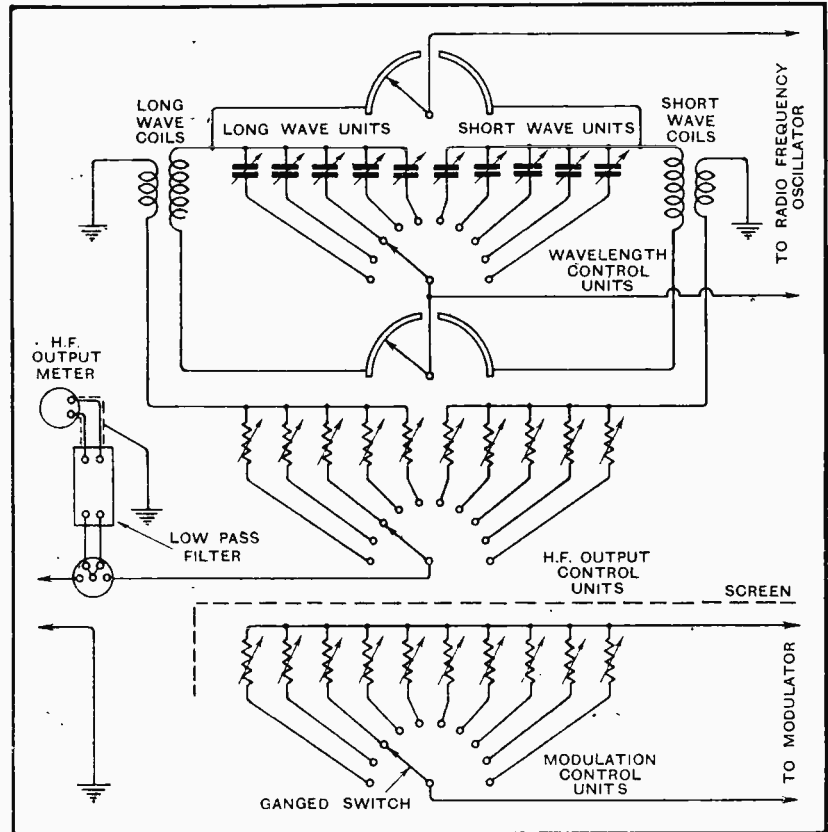 LONG
WAVE
COILS
LONG WAVE UNITS
SHORT WAVE UNITS
SHORT
WAVE
COILS
TO RADIO FREQUENCY
OSCILLATOR
WAVELENGTH
CONTROL
UNITS
H.F.
OUTPUT
METER
LOW PASS
FILTER
H.F. OUTPUT
CONTROL
UNITS
SCREEN
TO MODULATOR
MODULATION
CONTROL
UNITS
GANGED SWITCH